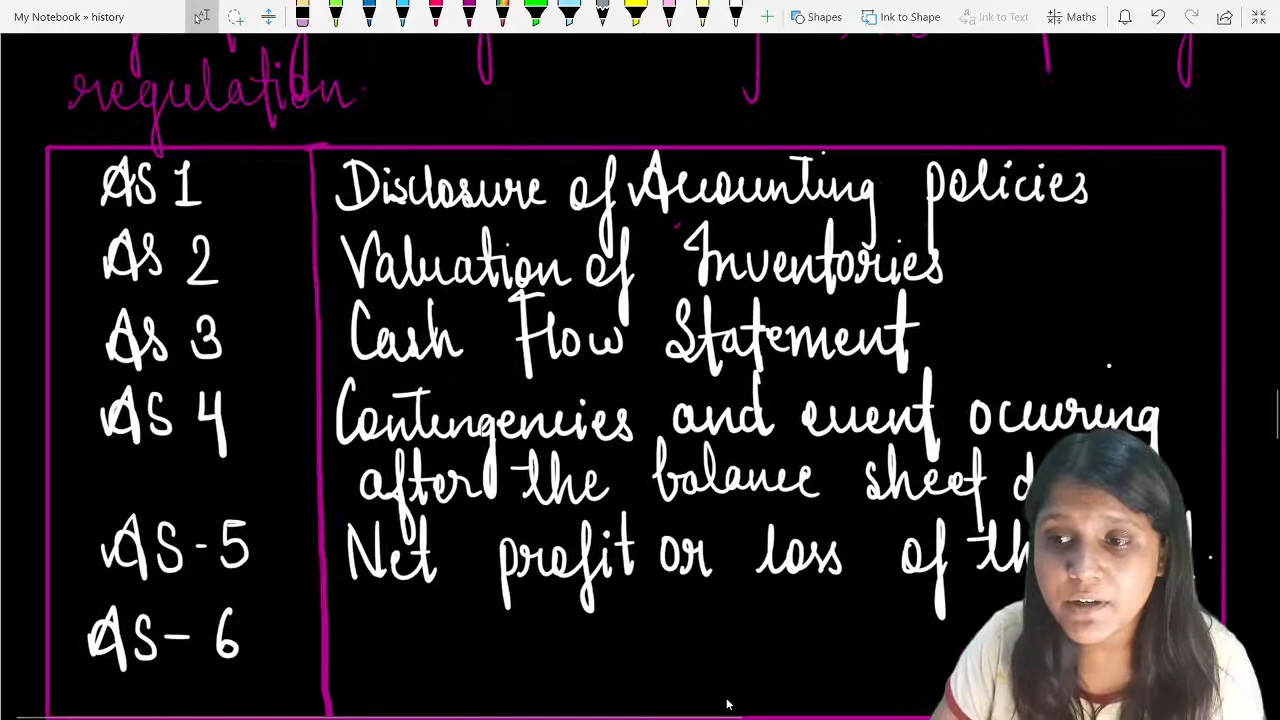 My Notebook » history
Shapes
Ink to Shape
Ink to Text
Maths
regulation.
AS 1 Disclosure of Accounting policies
AS 2 Valuation of Inventories
AS 3 Cash Flow Statement
AS 4 Contengencies and event ocurring
after the balance sheet
AS-5 Net profit or loss of
AS-6